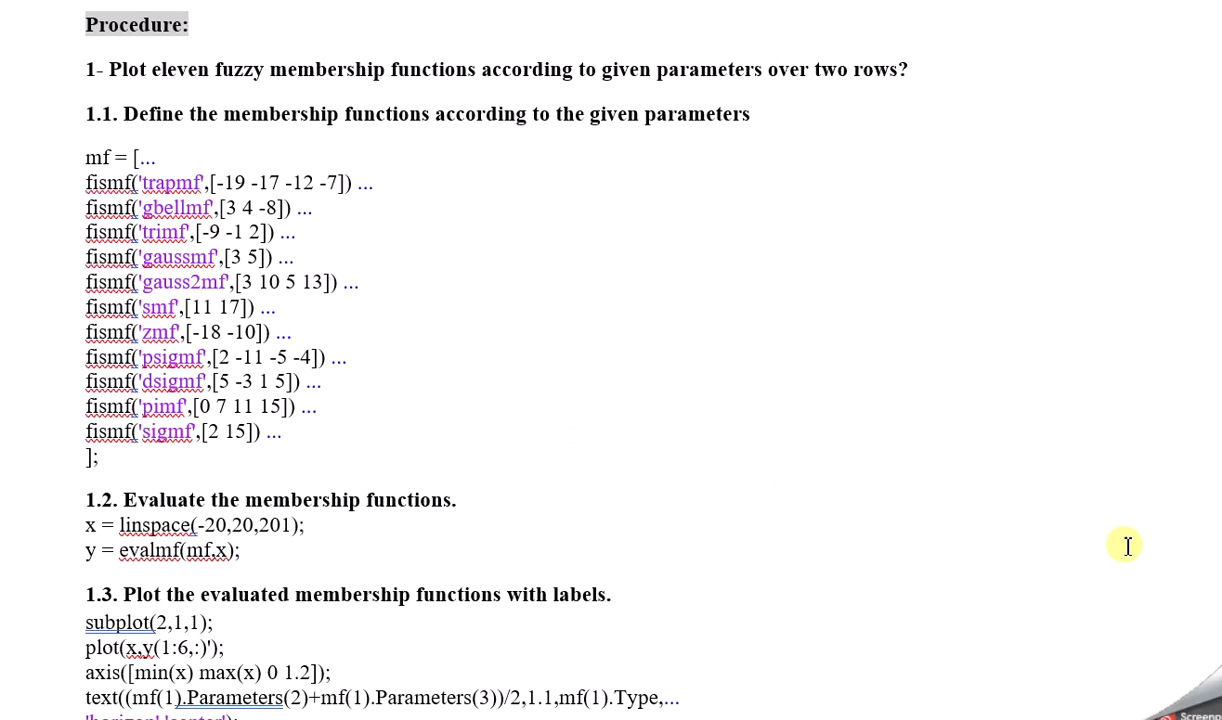 Procedure:
1- Plot eleven fuzzy membership functions according to given parameters over two rows?
1.1. Define the membership functions according to the given parameters
mf = [...
fismf('trapmf',[-19 -17 -12 -7]) ...
fismf('gbellmf',[3 4 -8]) ...
fismf('trimf',[-9 -1 2]) ...
fismf('gaussmf',[3 5]) ...
fismf('gauss2mf',[3 10 5 13]) ...
fismf('smf',[11 17]) ...
fismf('zmf',[-18 -10]) ...
fismf('psigmf',[2 -11 -5 -4]) ...
fismf('dsigmf',[5 -3 1 5]) ...
fismf('pimf',[0 7 11 15]) ...
fismf('sigmf',[2 15]) ...
];
1.2. Evaluate the membership functions.
x = linspace(-20,20,201);
y = evalmf(mf,x);
1.3. Plot the evaluated membership functions with labels.
subplot(2,1,1);
plot(x,y(1:6,:)');
axis([min(x) max(x) 0 1.2]);
text((mf(1).Parameters(2)+mf(1).Parameters(3))/2,1.1,mf(1).Type,...